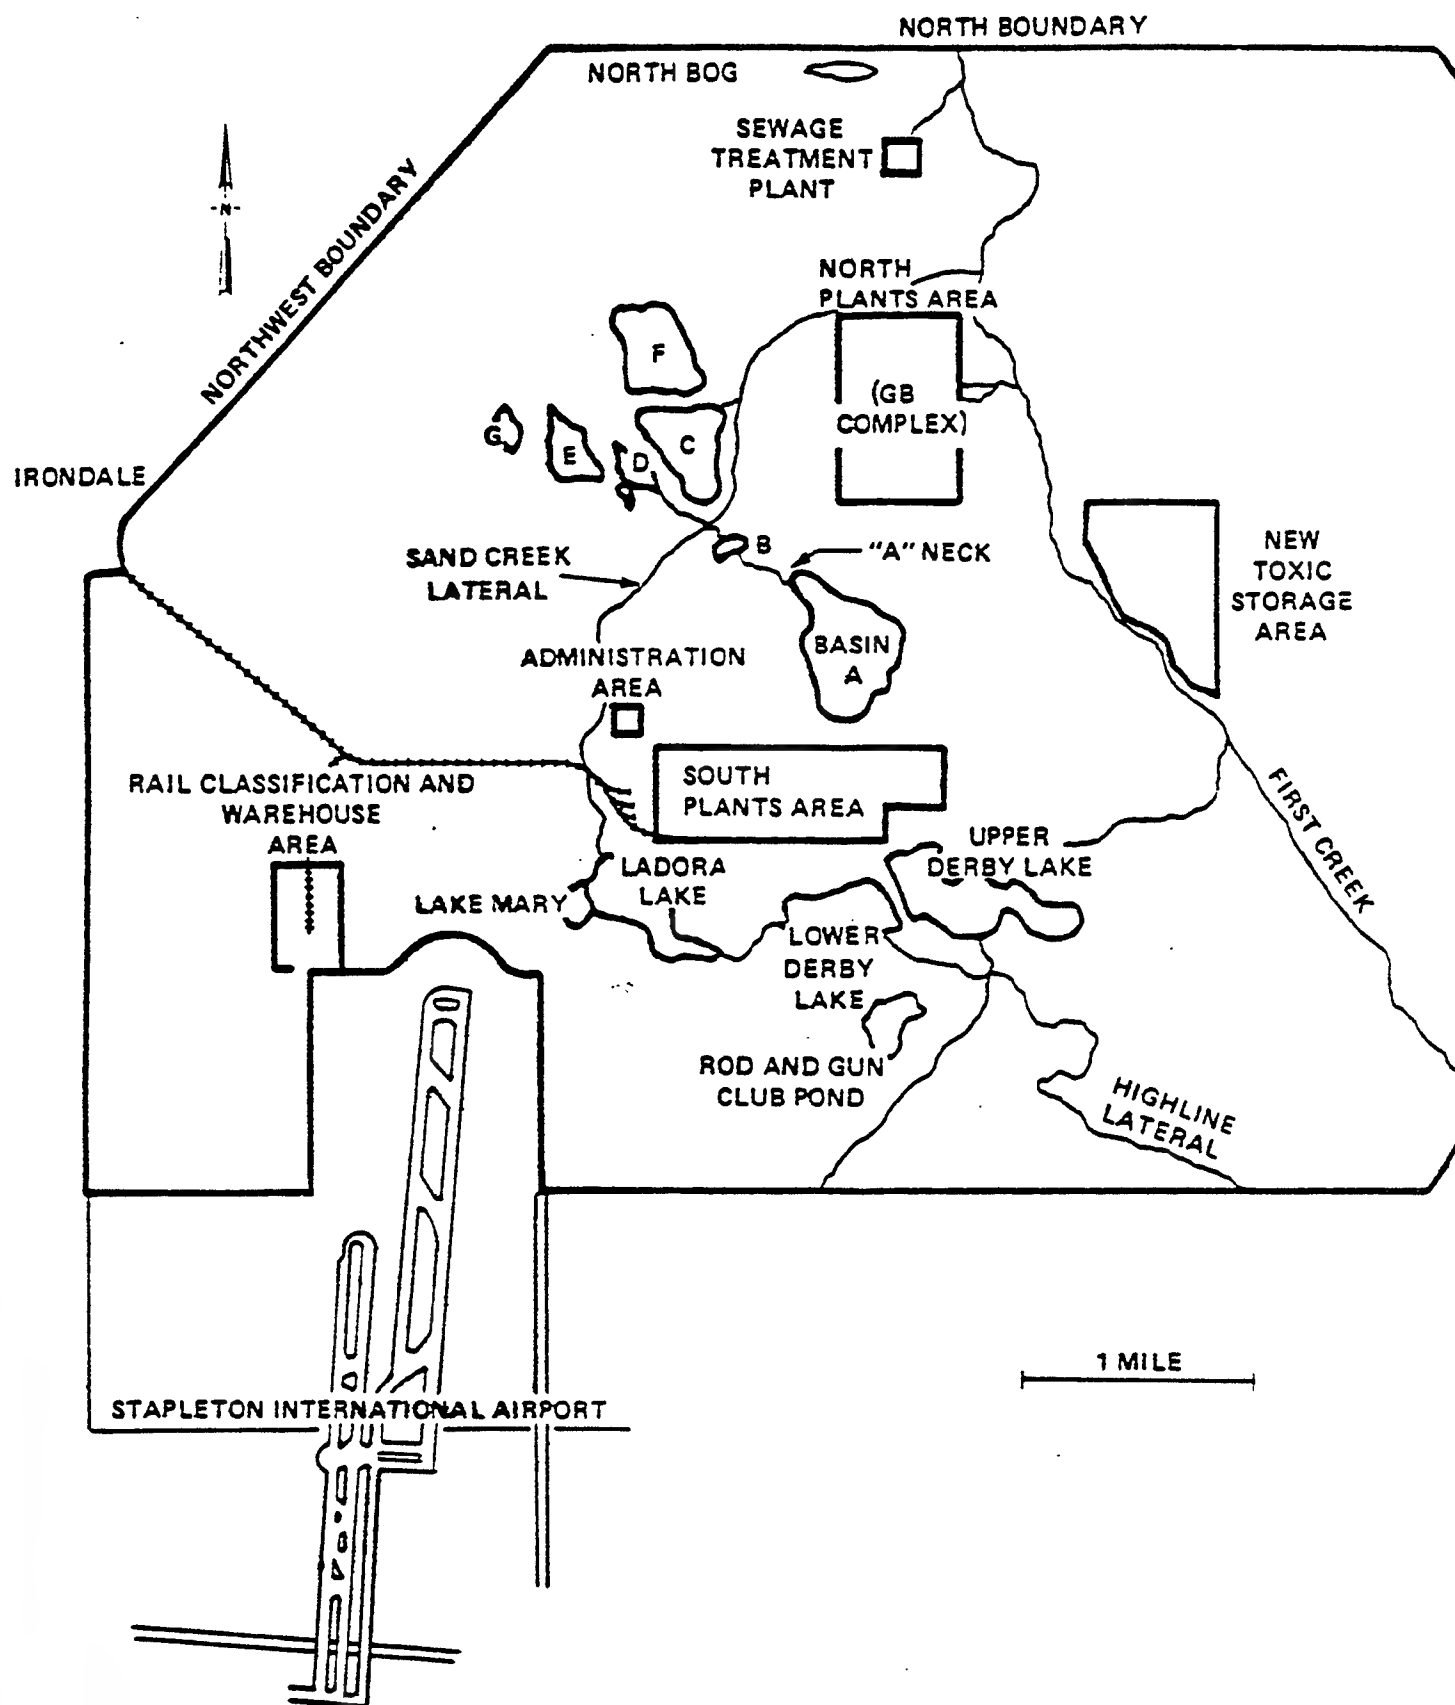 NORTH BOUNDARY
NORTH BOG
SEWAGE
TREATMENT
PLANT
-N-
NORTHWEST BOUNDARY
NORTH
PLANTS AREA
F
(GB
COMPLEX)
G
E
D
C
IRONDALE
B
"A" NECK
SAND CREEK
LATERAL
NEW
TOXIC
STORAGE
AREA
ADMINISTRATION
AREA
BASIN
A
RAIL CLASSIFICATION AND
WAREHOUSE
AREA
SOUTH
PLANTS AREA
FIRST CREEK
UPPER
DERBY LAKE
LADORA
LAKE
LAKE MARY
LOWER
DERBY
LAKE
ROD AND GUN
CLUB POND
HIGHLINE
LATERAL
1 MILE
STAPLETON INTERNATIONAL AIRPORT